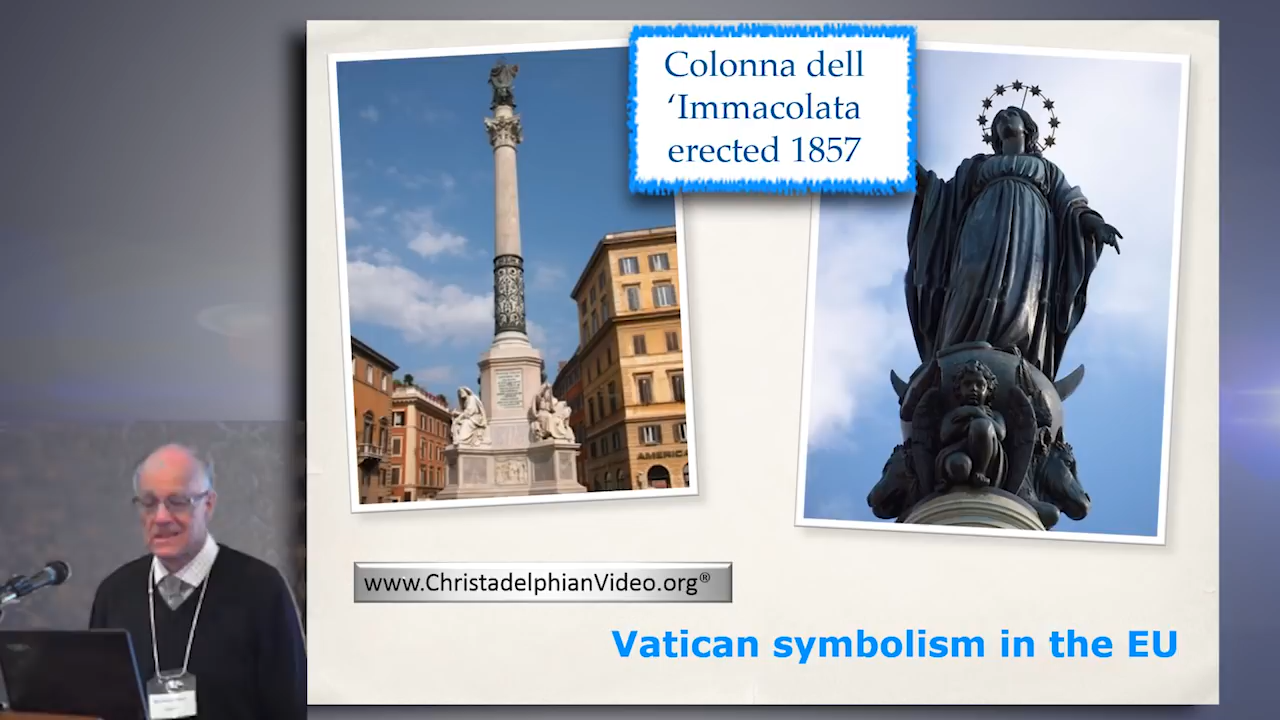 Colonna dell
‘Immacolata
erected 1857
AMERICA
www.ChristadelphianVideo.org®
Vatican symbolism in the EU